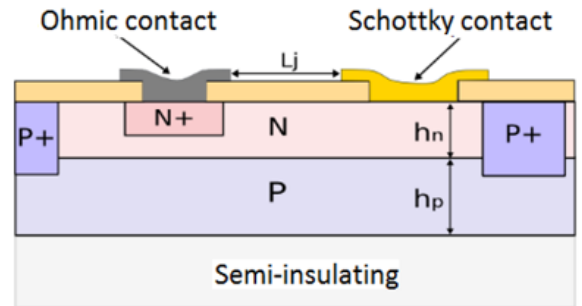 Ohmic contact
Schottky contact
Lj
P+
N+
N
hn
P+
P
hp
Semi-insulating